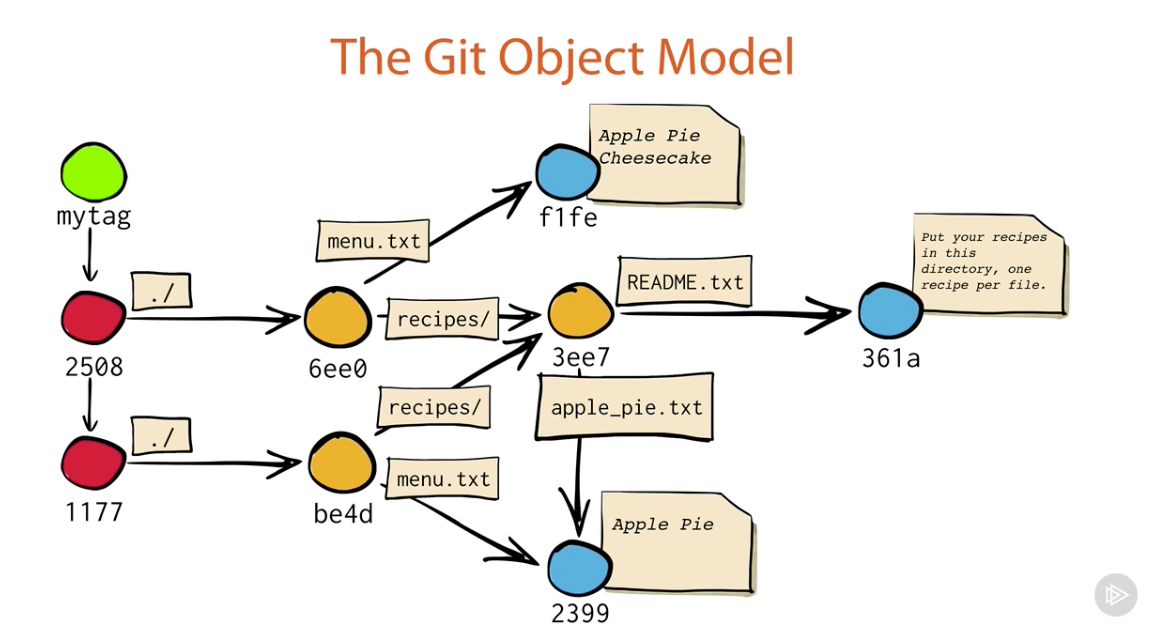 The Git Object Model
Apple Pie
Cheesecake
mytag
f1fe
menu.txt
Put your recipes
in this
directory, one
recipe per file.
./
README.txt
recipes/
2508
6ee0
3ee7
361a
recipes/
apple_pie.txt
./
menu.txt
1177
be4d
Apple Pie
2399